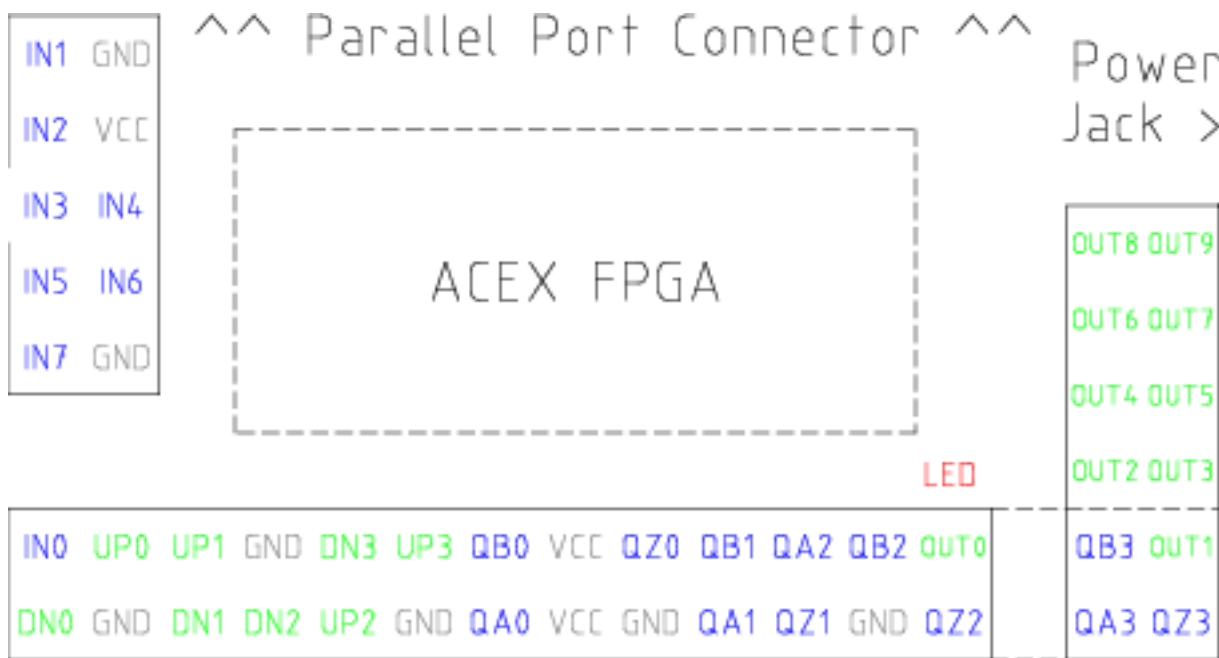 ^^ Parallel Port Connector ^^
Power
Jack >
IN1 GND
IN2 VCC
IN3 IN4
IN5 IN6
IN7 GND
ACEX FPGA
OUT8 OUT9
OUT6 OUT7
OUT4 OUT5
OUT2 OUT3
LED
IN0 UP0 UP1 GND DN3 UP3 QB0 VCC QZ0 QB1 QA2 QB2 OUT0
DN0 GND DN1 DN2 UP2 GND QA0 VCC GND QA1 QZ1 GND QZ2
QB3 OUT1
QA3 QZ3